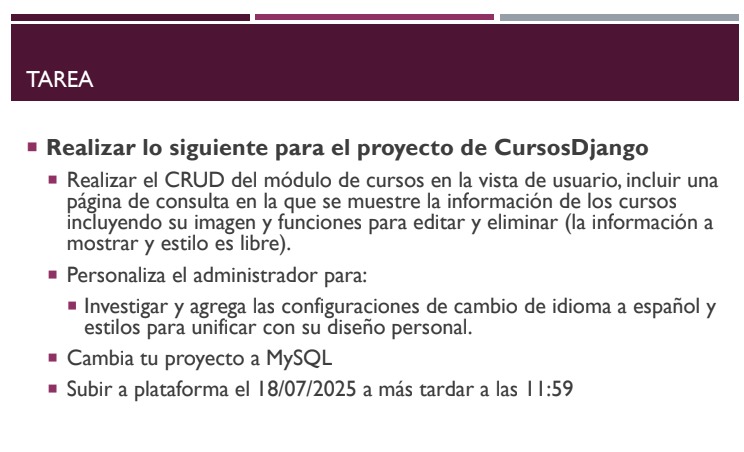 TAREA
Realizar lo siguiente para el proyecto de CursosDjango
Realizar el CRUD del módulo de cursos en la vista de usuario, incluir una
página de consulta en la que se muestre la información de los cursos
incluyendo su imagen y funciones para editar y eliminar (la información a
mostrar y estilo es libre).
Personaliza el administrador para:
Investigar y agrega las configuraciones de cambio de idioma a español y
estilos para unificar con su diseño personal.
Cambia tu proyecto a MySQL
Subir a plataforma el 18/07/2025 a más tardar a las 11:59